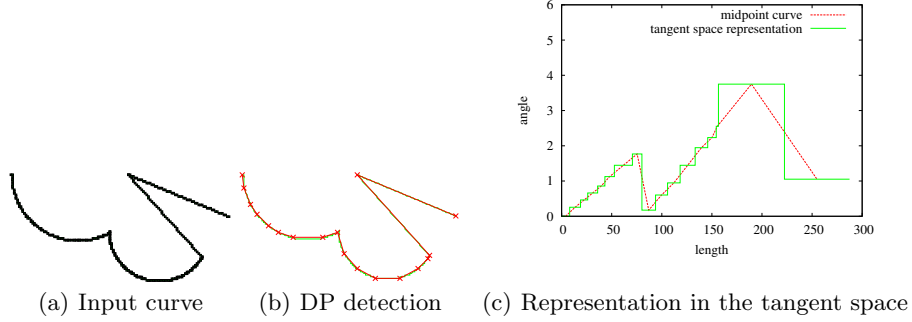 6
5
4
3
2
1
0
0 50 100 150 200 250 300
angle
length
midpoint curve
tangent space representation
(a) Input curve (b) DP detection (c) Representation in the tangent space